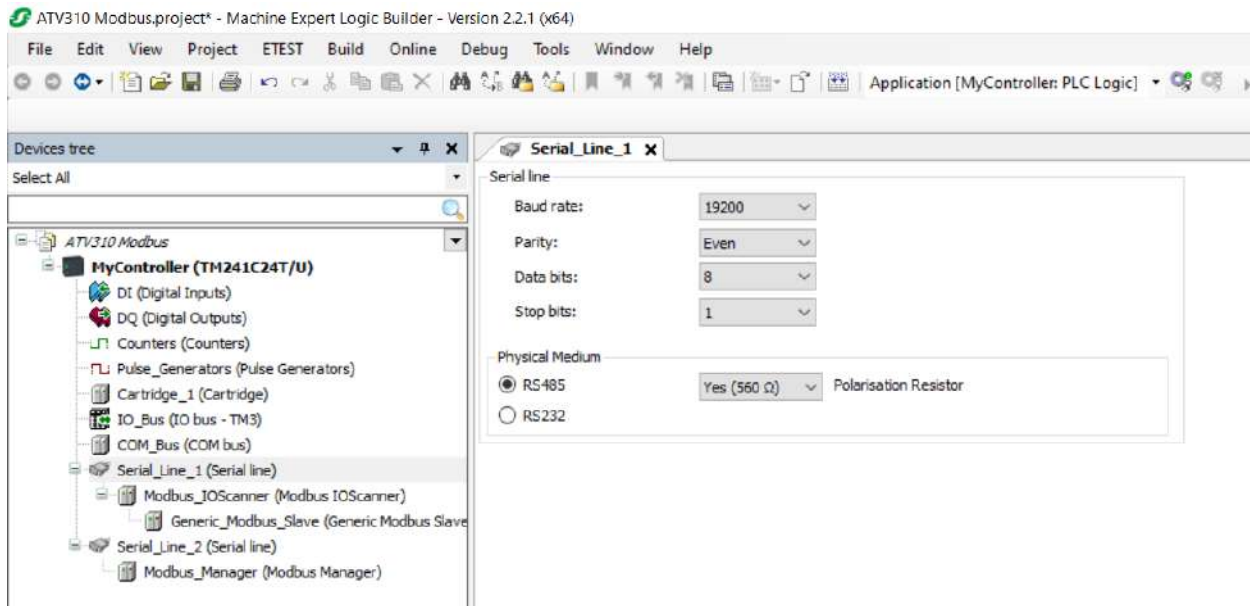 ATV310 Modbus.project* - Machine Expert Logic Builder - Version 2.2.1 (x64)
File Edit View Project ETEST Build Online Debug Tools Window Help
Application [MyController: PLC Logic]
Devices tree
Select All
ATV310 Modbus
MyController (TM241C24T/U)
DI (Digital Inputs)
DQ (Digital Outputs)
Counters (Counters)
Pulse_Generators (Pulse Generators)
Cartridge_1 (Cartridge)
IO_Bus (IO bus - TM3)
COM_Bus (COM bus)
Serial_Line_1 (Serial line)
Modbus_IOScanner (Modbus IOScanner)
Generic_Modbus_Slave (Generic Modbus Slave
Serial_Line_2 (Serial line)
Modbus_Manager (Modbus Manager)
Serial_Line_1
Serial line
Baud rate: 19200
Parity: Even
Data bits: 8
Stop bits: 1
Physical Medium
RS485 Yes (560 Ω) Polarisation Resistor
RS232